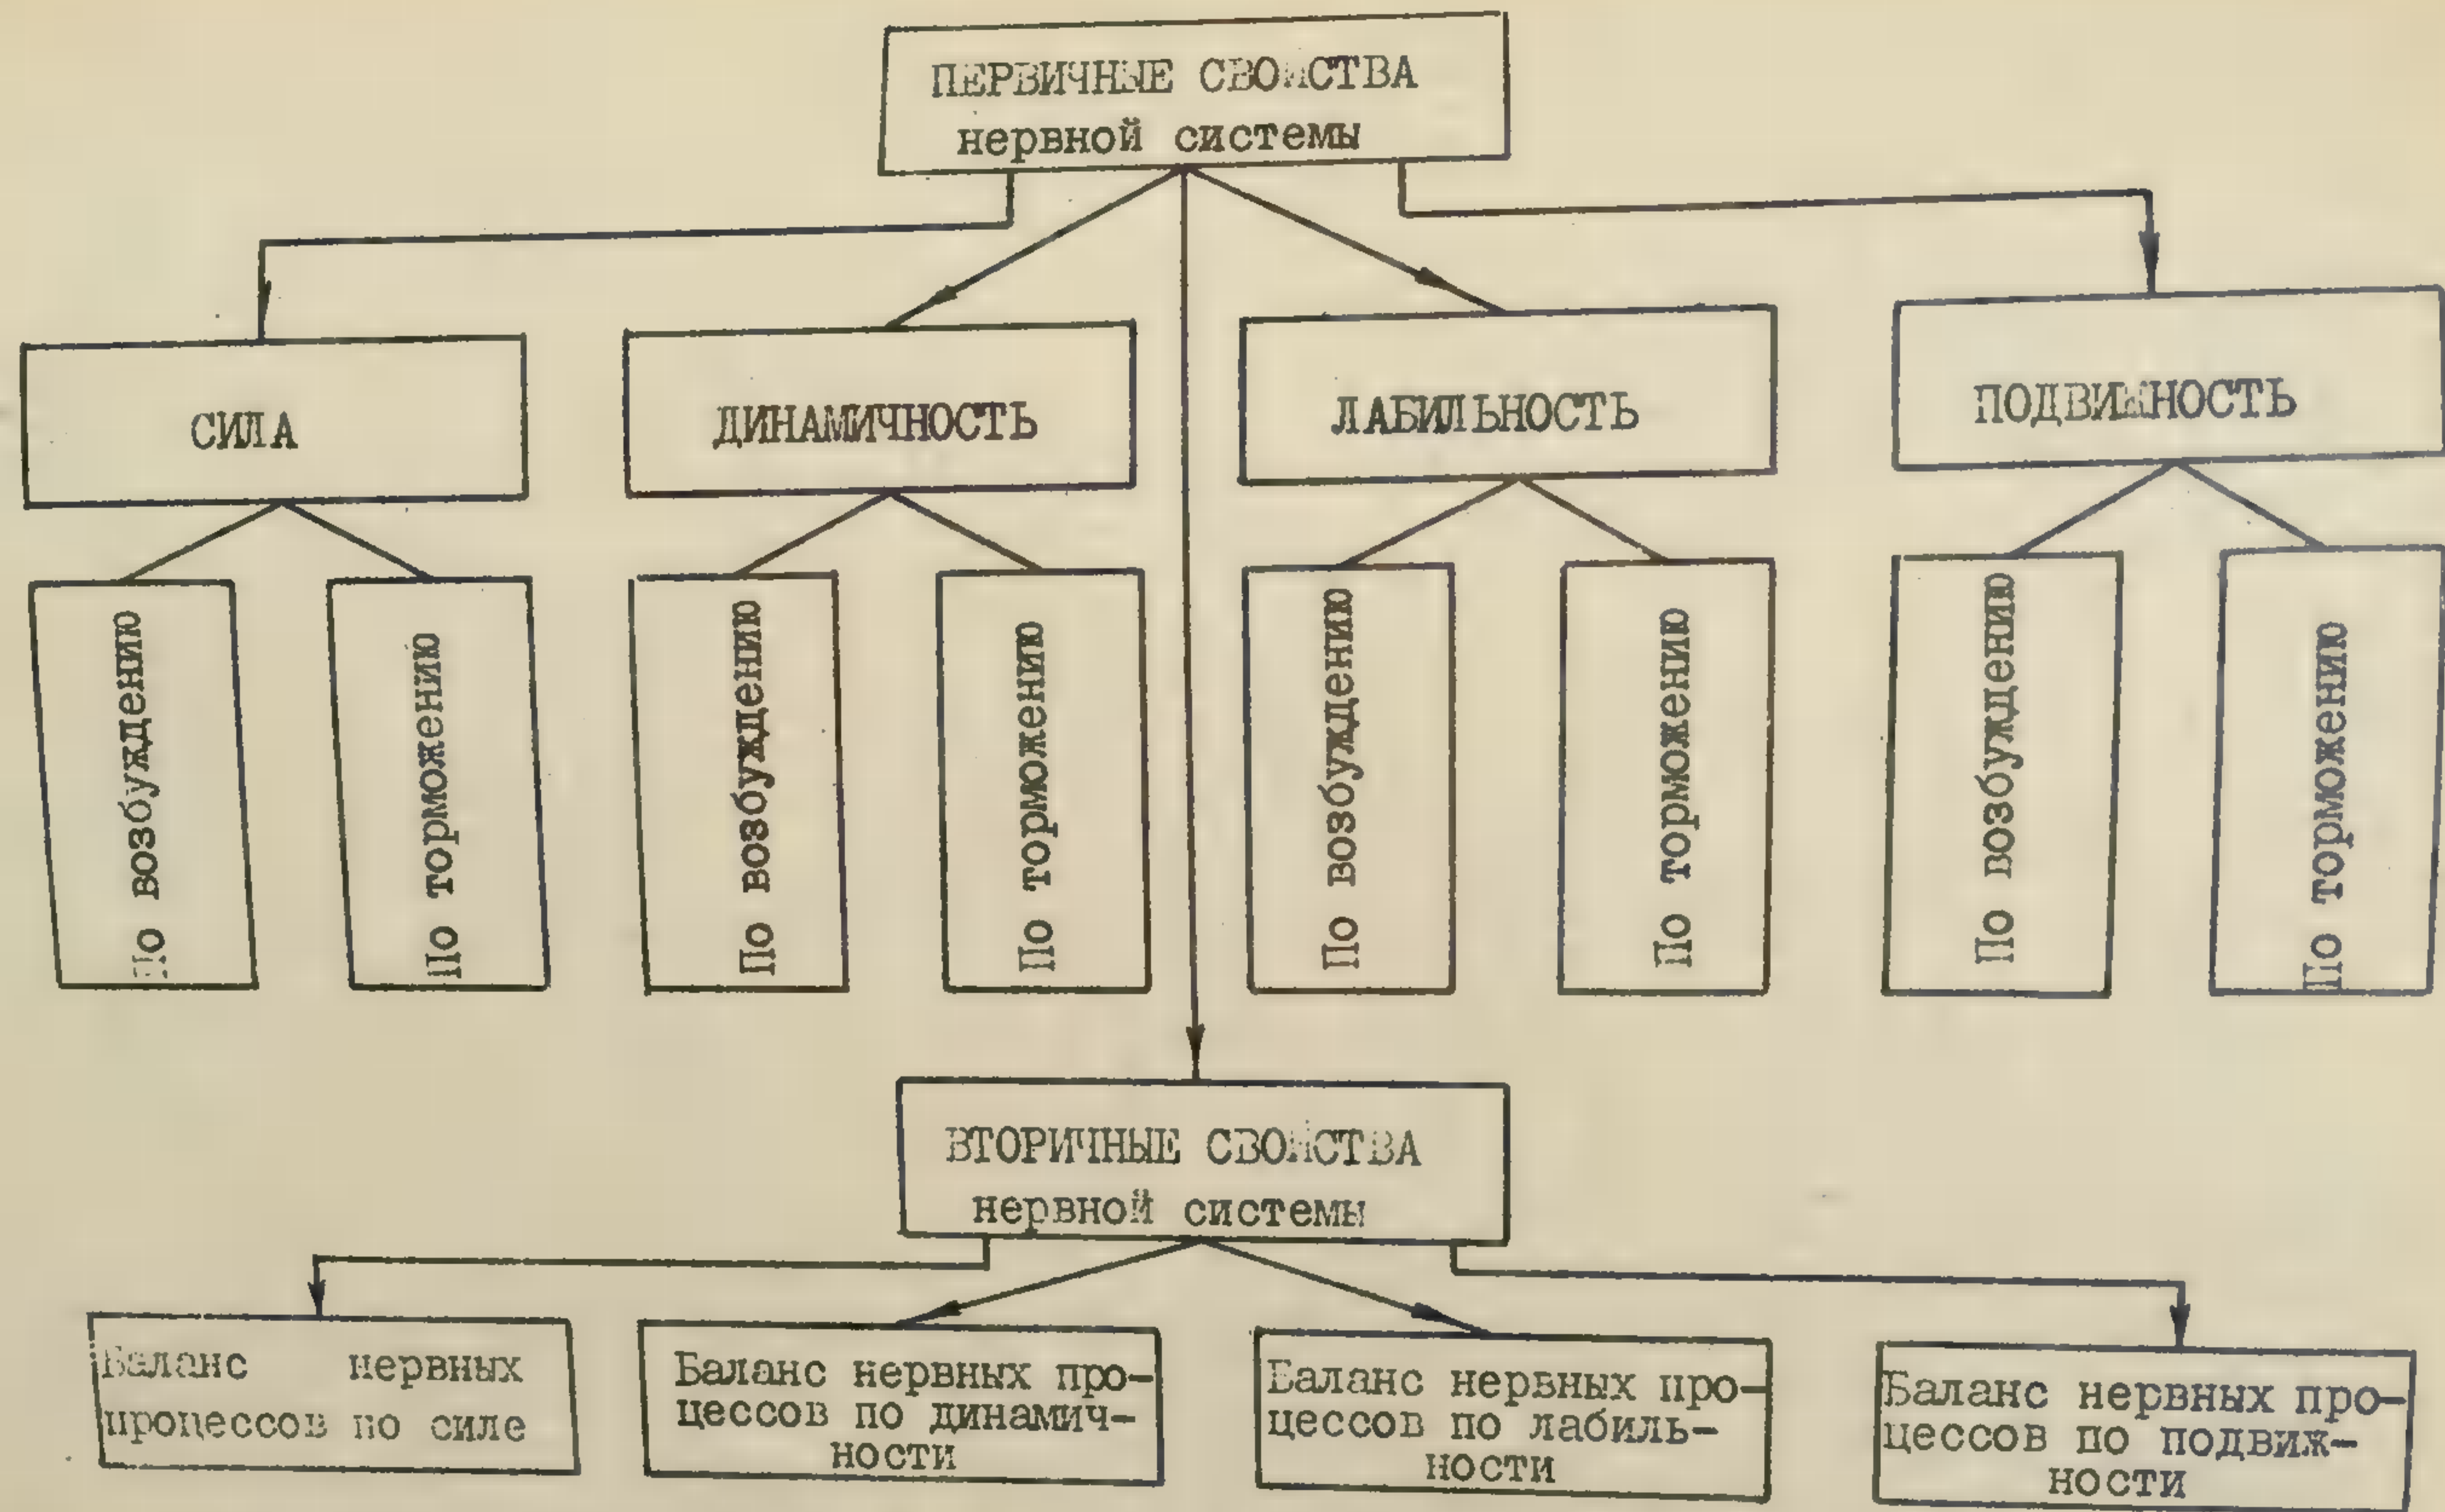 ПЕРВИЧНЫЕ СВОЙСТВА
нервной системы
СИЛА
ДИНАМИЧНОСТЬ
ЛАБИЛЬНОСТЬ
ПОДВИЖНОСТЬ
По возбуждению
По торможению
По возбуждению
По торможению
По возбуждению
По торможению
По возбуждению
По торможению
ВТОРИЧНЫЕ СВОЙСТВА
нервной системы
Баланс нервных
процессов по силе
Баланс нервных про-
цессов по динамич-
ности
Баланс нервных про-
цессов по лабиль-
ности
Баланс нервных про-
цессов по подвиж-
ности